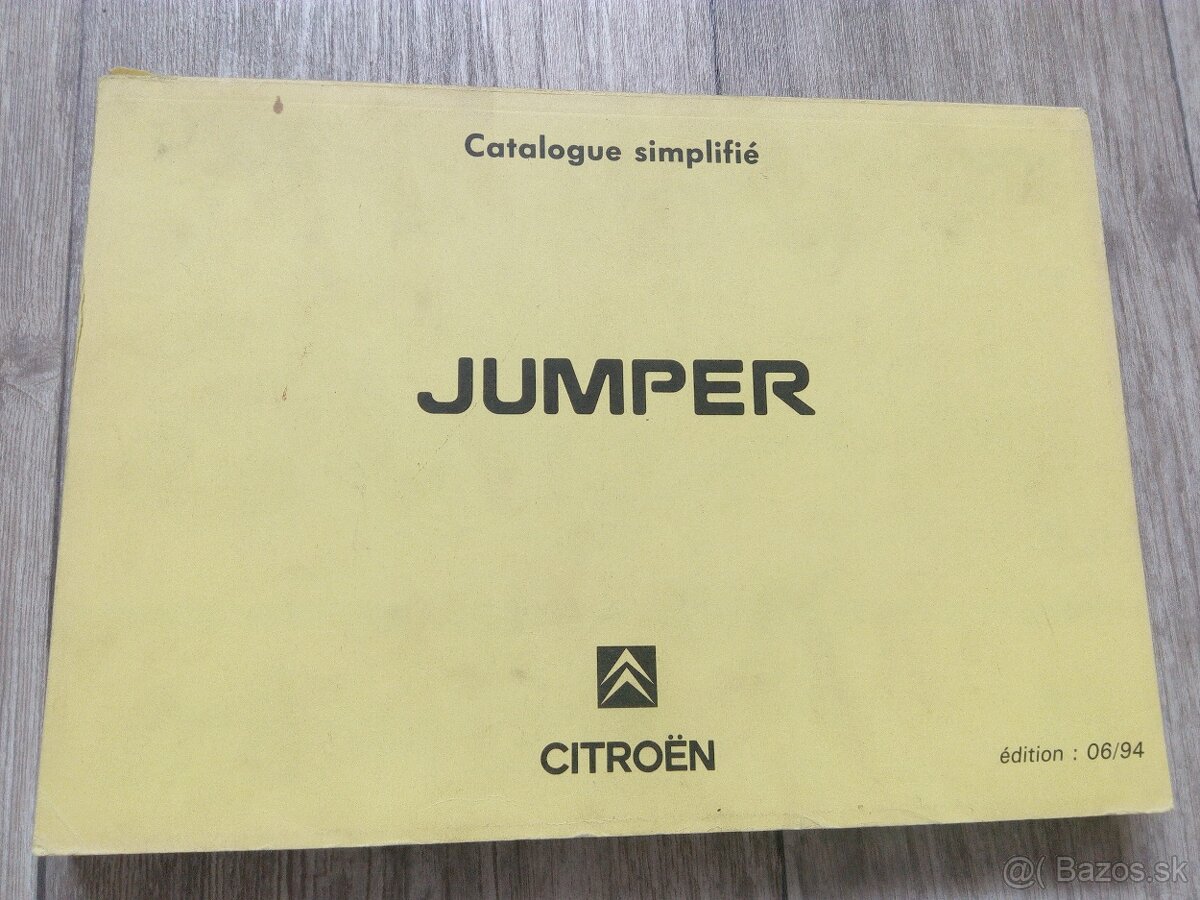 Catalogue simplifié
JUMPER
CITROËN
édition : 06/94
@( Bazos.sk